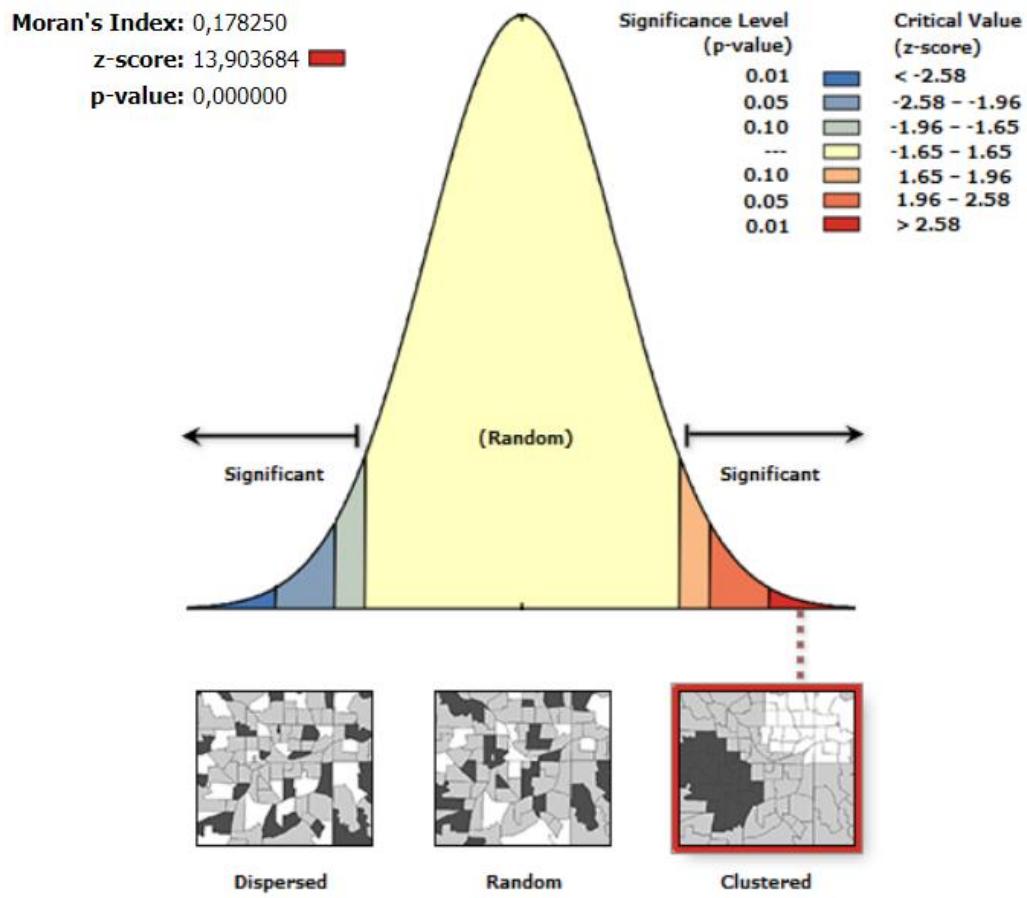 Moran's Index: 0,178250
z-score: 13,903684
p-value: 0,000000
Significance Level
(p-value)
Critical Value
(z-score)
0.01 < -2.58
0.05 -2.58 – -1.96
0.10 -1.96 – -1.65
--- -1.65 – 1.65
0.10 1.65 – 1.96
0.05 1.96 – 2.58
0.01 > 2.58
(Random)
Significant
Significant
Dispersed
Random
Clustered